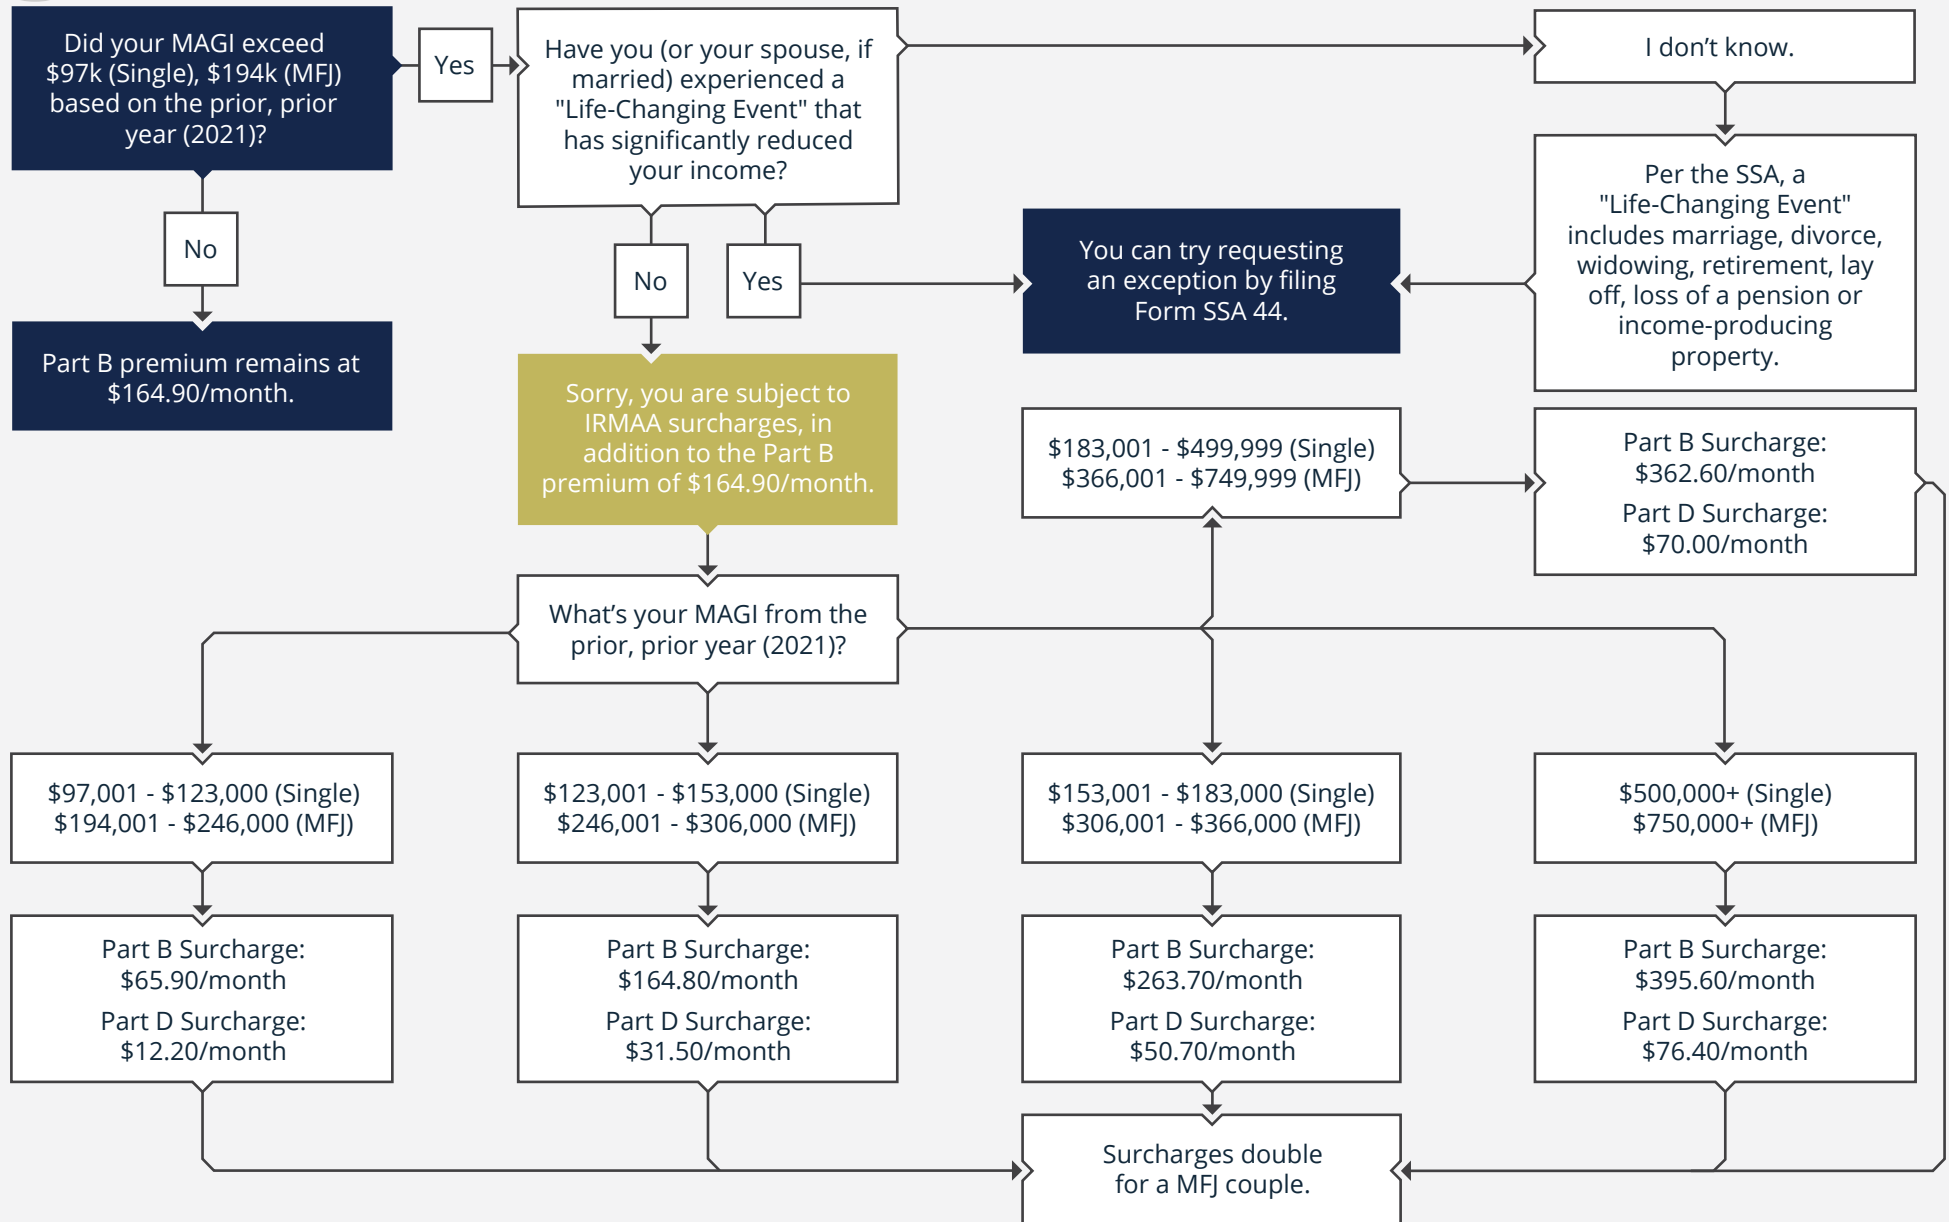 Did your MAGI exceed
$97k (Single), $194k (MFJ)
based on the prior, prior
year (2021)?
Yes
Have you (or your spouse, if
married) experienced a
"Life-Changing Event" that
has significantly reduced
your income?
I don’t know.
Per the SSA, a
"Life-Changing Event"
includes marriage, divorce,
widowing, retirement, lay
off, loss of a pension or
income-producing
property.
No
No
Yes
You can try requesting
an exception by filing
Form SSA 44.
Part B premium remains at
$164.90/month.
Sorry, you are subject to
IRMAA surcharges, in
addition to the Part B
premium of $164.90/month.
$183,001 - $499,999 (Single)
$366,001 - $749,999 (MFJ)
Part B Surcharge:
$362.60/month
Part D Surcharge:
$70.00/month
What’s your MAGI from the
prior, prior year (2021)?
$97,001 - $123,000 (Single)
$194,001 - $246,000 (MFJ)
$123,001 - $153,000 (Single)
$246,001 - $306,000 (MFJ)
$153,001 - $183,000 (Single)
$306,001 - $366,000 (MFJ)
$500,000+ (Single)
$750,000+ (MFJ)
Part B Surcharge:
$65.90/month
Part D Surcharge:
$12.20/month
Part B Surcharge:
$164.80/month
Part D Surcharge:
$31.50/month
Part B Surcharge:
$263.70/month
Part D Surcharge:
$50.70/month
Part B Surcharge:
$395.60/month
Part D Surcharge:
$76.40/month
Surcharges double
for a MFJ couple.